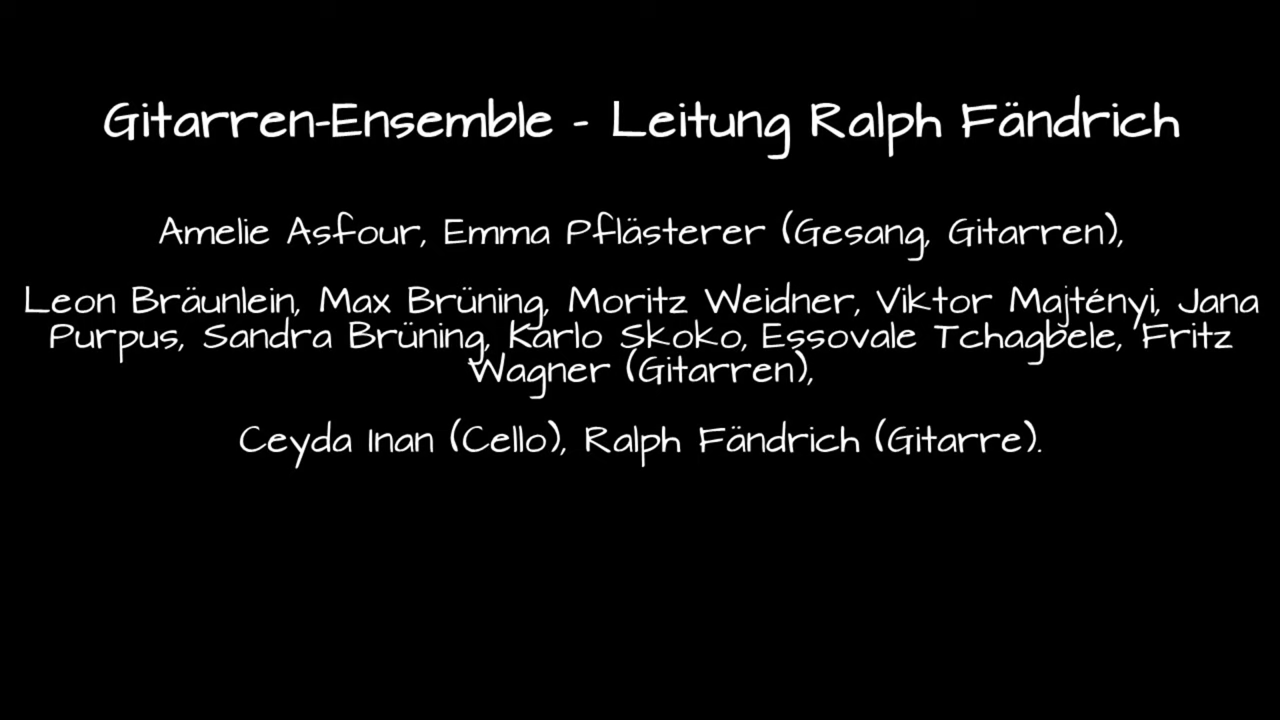 Gitarren-Ensemble - Leitung Ralph Fändrich
Amelie Asfour, Emma Pflästerer (Gesang, Gitarren),
Leon Bräunlein, Max Brüning, Moritz Weidner, Viktor Majtényi, Jana
Purpus, Sandra Brüning, Karlo Skoko, Essovale Tchagbele, Fritz
Wagner (Gitarren),
Ceyda Inan (Cello), Ralph Fändrich (Gitarre).